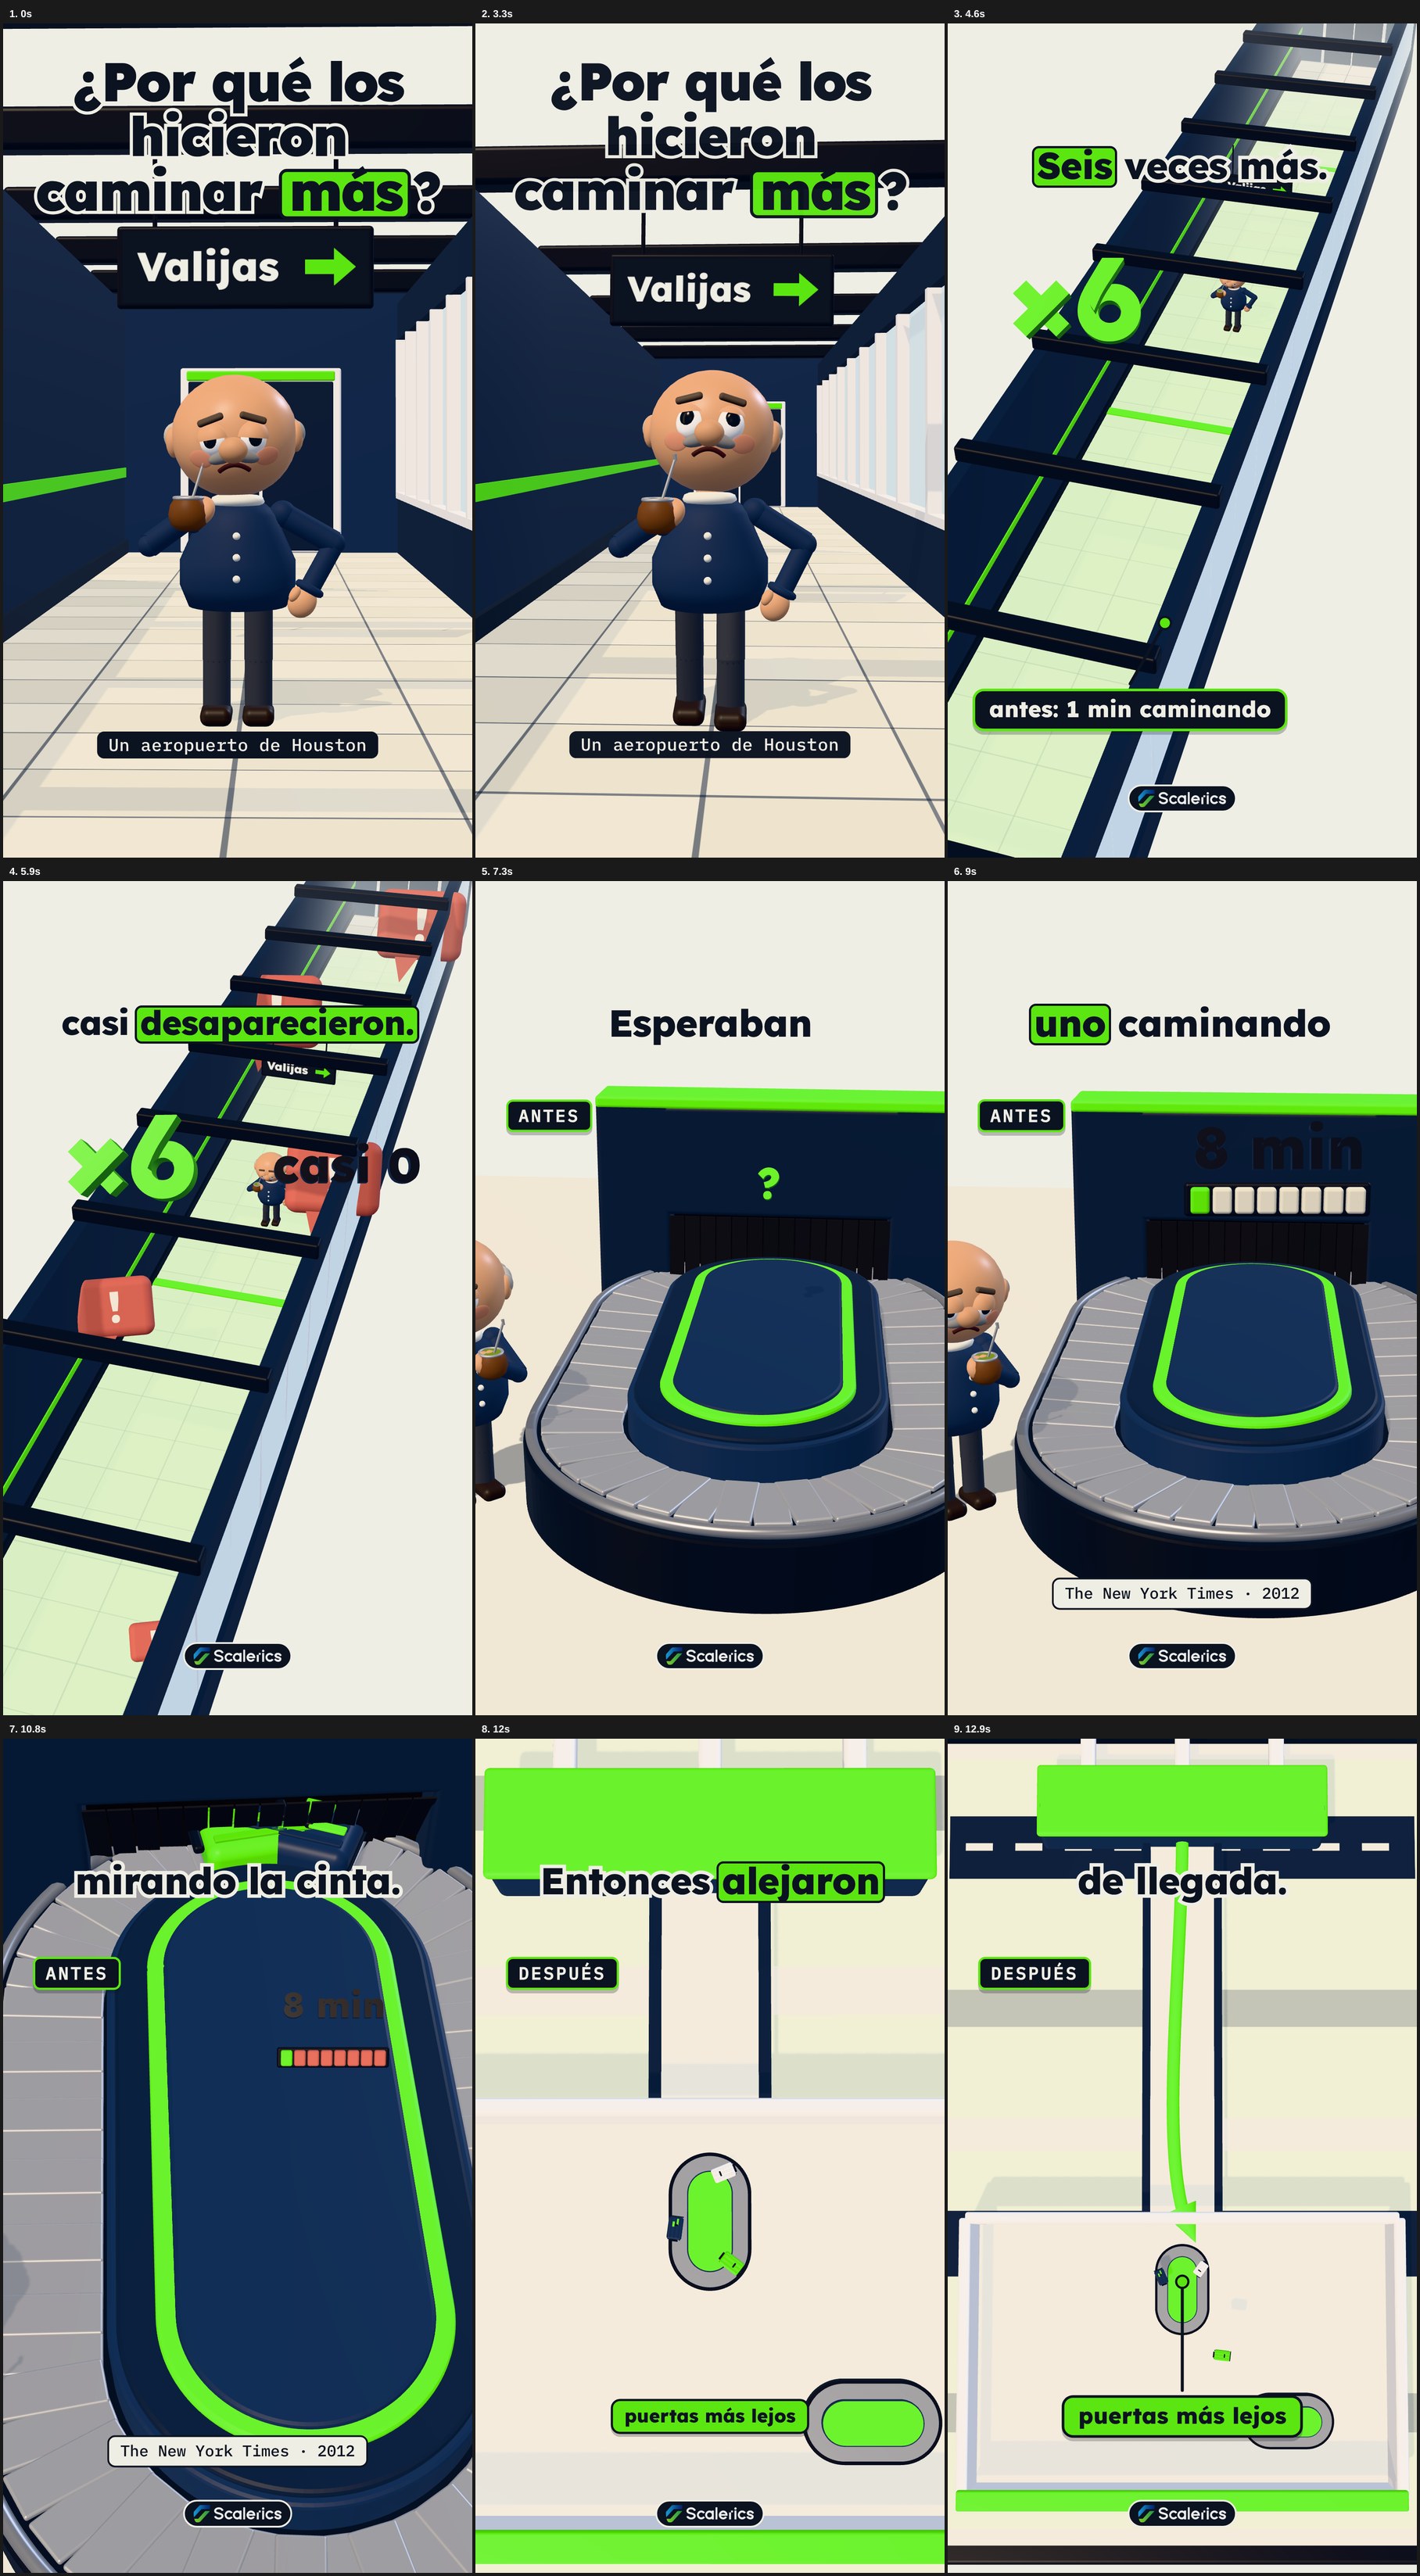 1. 0s
¿Por qué los
hicieron
caminar más?
Valijas →
Un aeropuerto de Houston
2. 3.3s
¿Por qué los
hicieron
caminar más?
Valijas →
Un aeropuerto de Houston
3. 4.6s
Seis veces más.
Valijas →
×6
antes: 1 min caminando
Scalerics
4. 5.9s
!
casi desaparecieron.
Valijas →
×6
casi 0
!
Scalerics
5. 7.3s
Esperaban
ANTES
?
Scalerics
6. 9s
uno caminando
ANTES
8 min
The New York Times · 2012
Scalerics
7. 10.8s
mirando la cinta.
ANTES
8 min
The New York Times · 2012
Scalerics
8. 12s
Entonces alejaron
DESPUÉS
puertas más lejos
Scalerics
9. 12.9s
de llegada.
DESPUÉS
puertas más lejos
Scalerics